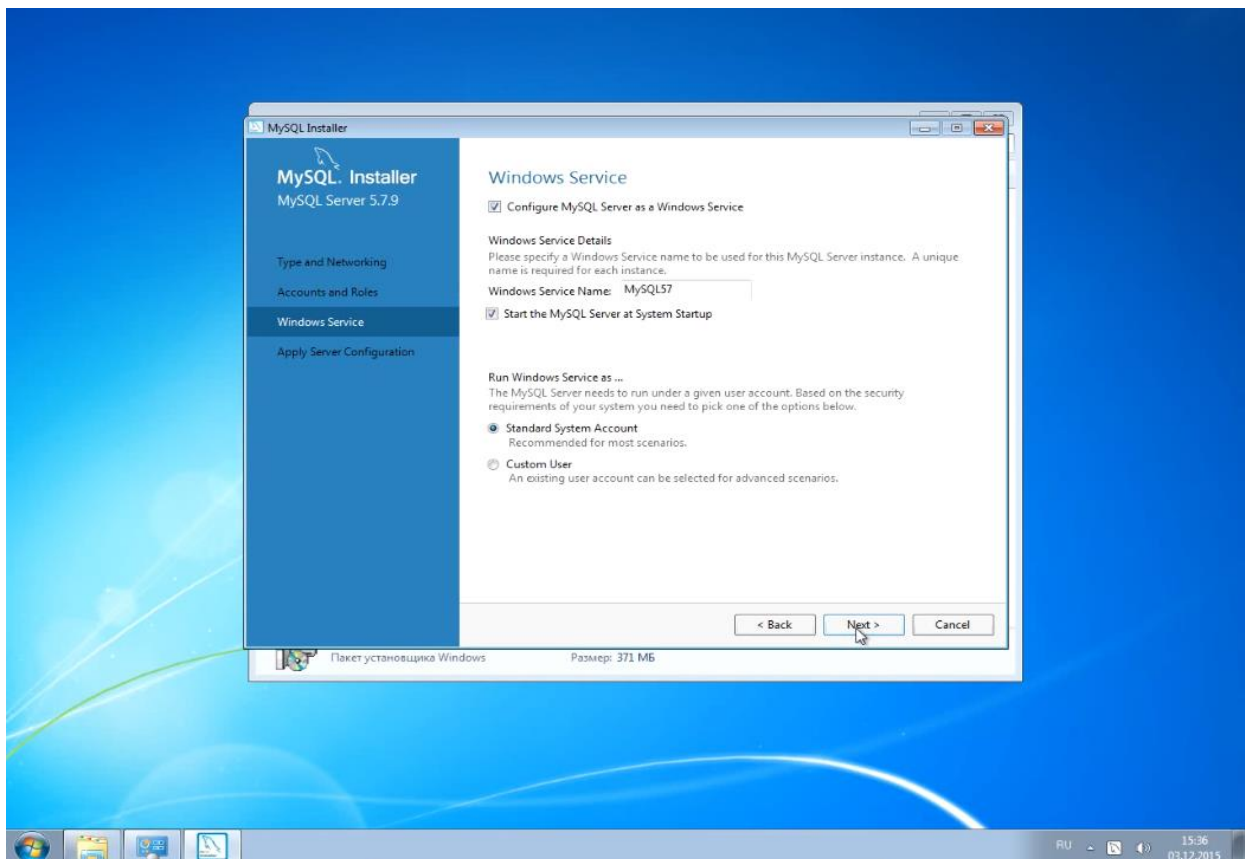 MySQL Installer
MySQL. Installer
MySQL Server 5.7.9
Type and Networking
Accounts and Roles
Windows Service
Apply Server Configuration
Windows Service
Configure MySQL Server as a Windows Service
Windows Service Details
Please specify a Windows Service name to be used for this MySQL Server instance. A unique
name is required for each instance.
Windows Service Name: MySQL57
Start the MySQL Server at System Startup
Run Windows Service as ...
The MySQL Server needs to run under a given user account. Based on the security
requirements of your system you need to pick one of the options below.
Standard System Account
Recommended for most scenarios.
Custom User
An existing user account can be selected for advanced scenarios.
< Back Next > Cancel
Пакет установщика Windows Размер: 371 МБ
RU 15:36
03.12.2015